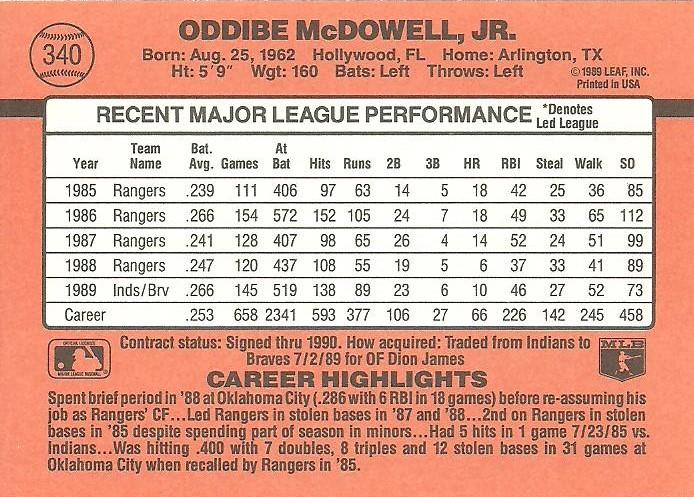 340
ODDIBE McDOWELL, JR.
Born: Aug. 25, 1962 Hollywood, FL Home: Arlington, TX
Ht: 5'9" Wgt: 160 Bats: Left Throws: Left
©1989 LEAF, INC.
Printed in USA
RECENT MAJOR LEAGUE PERFORMANCE *Denotes Led League
Year Team Name Bat. Avg. Games At Bat Hits Runs 2B 3B HR RBI Steal Walk SO
1985 Rangers .239 111 406 97 63 14 5 18 42 25 36 85
1986 Rangers .266 154 572 152 105 24 7 18 49 33 65 112
1987 Rangers .241 128 407 98 65 26 4 14 52 24 51 99
1988 Rangers .247 120 437 108 55 19 5 6 37 33 41 89
1989 Inds/Brv .266 145 519 138 89 23 6 10 46 27 52 73
Career .253 658 2341 593 377 106 27 66 226 142 245 458
Contract status: Signed thru 1990. How acquired: Traded from Indians to
Braves 7/2/89 for OF Dion James
MLB
CAREER HIGHLIGHTS
Spent brief period in '88 at Oklahoma City (.286 with 6 RBI in 18 games) before re-assuming his
job as Rangers' CF...Led Rangers in stolen bases in '87 and '88...2nd on Rangers in stolen
bases in '85 despite spending part of season in minors...Had 5 hits in 1 game 7/23/85 vs.
Indians...Was hitting .400 with 7 doubles, 8 triples and 12 stolen bases in 31 games at
Oklahoma City when recalled by Rangers in '85.